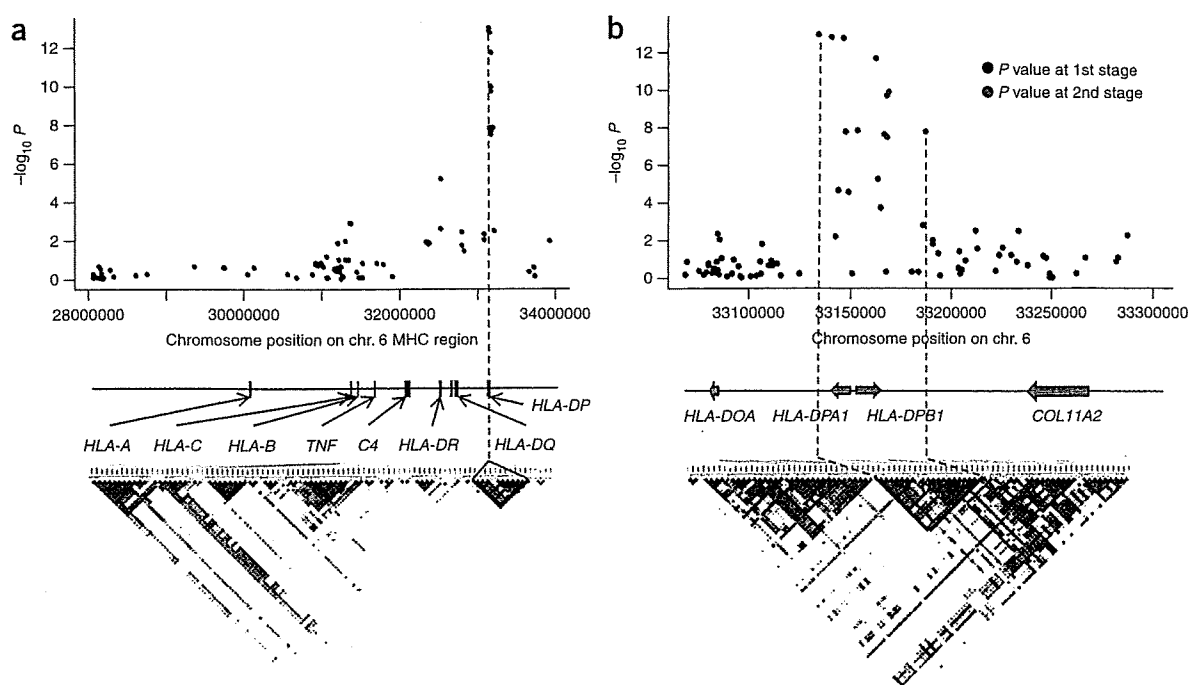 a
12
10
8
6
4
2
0
–log10 P
28000000 30000000 32000000 34000000
Chromosome position on chr. 6 MHC region
HLA-DP
HLA-A HLA-C HLA-B TNF C4 HLA-DR HLA-DQ
b
12
10
8
6
4
2
0
–log10 P
P value at 1st stage
P value at 2nd stage
33100000 33150000 33200000 33250000 33300000
Chromosome position on chr. 6
HLA-DOA HLA-DPA1 HLA-DPB1 COL11A2